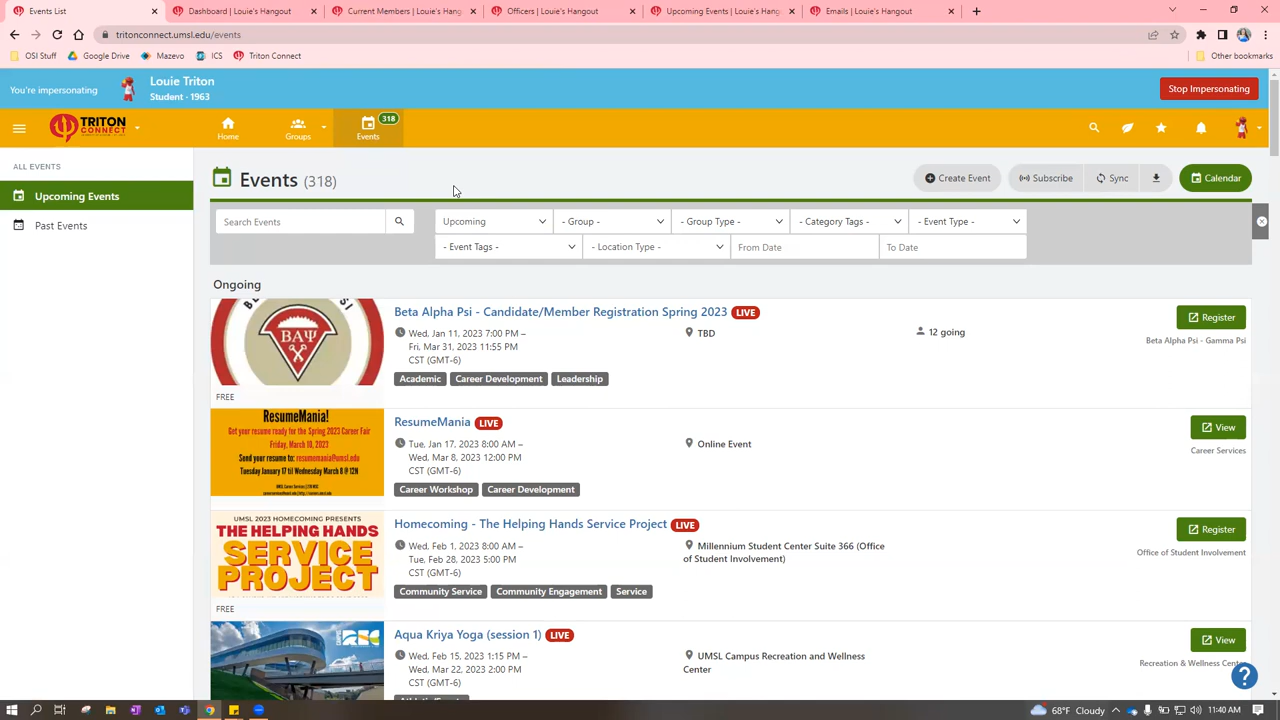 Events List
Dashboard | Louie's Hangout
Current Members | Louie's Hang
Officers | Louie's Hangout
Upcoming Events | Louie's Hang
Emails | Louie's Hangout
tritonconnect.umsl.edu/events
OSI Stuff
Google Drive
Mazevo
ICS
Triton Connect
Other bookmarks
You're impersonating
Louie Triton
Student - 1963
Stop Impersonating
TRITON
CONNECT
Home
Groups
318
Events
ALL EVENTS
Upcoming Events
Past Events
Events (318)
Create Event
Subscribe
Sync
Calendar
Search Events
Upcoming
- Group -
- Group Type -
- Category Tags -
- Event Type -
- Event Tags -
- Location Type -
From Date
To Date
Ongoing
ΒΑΨ
FREE
Beta Alpha Psi - Candidate/Member Registration Spring 2023 LIVE
Wed, Jan 11, 2023 7:00 PM –
Fri, Mar 31, 2023 11:55 PM
CST (GMT-6)
TBD
12 going
Academic Career Development Leadership
Register
Beta Alpha Psi - Gamma Psi
ResumeMania!
Get your resume ready for the Spring 2023 Career Fair
Friday, March 10, 2023
Send your resume to: resumemania@umsl.edu
Tuesday January 17 til Wednesday March 8 @ 12N
ResumeMania LIVE
Tue, Jan 17, 2023 8:00 AM –
Wed, Mar 8, 2023 12:00 PM
CST (GMT-6)
Online Event
Career Workshop Career Development
View
Career Services
UMSL 2023 HOMECOMING PRESENTS
THE HELPING HANDS
SERVICE
PROJECT
FREE
Homecoming - The Helping Hands Service Project LIVE
Wed, Feb 1, 2023 8:00 AM –
Tue, Feb 28, 2023 5:00 PM
CST (GMT-6)
Millennium Student Center Suite 366 (Office
of Student Involvement)
Community Service Community Engagement Service
Register
Office of Student Involvement
Aqua Kriya Yoga (session 1) LIVE
Wed, Feb 15, 2023 1:15 PM –
Wed, Mar 22, 2023 2:00 PM
CST (GMT-6)
UMSL Campus Recreation and Wellness
Center
View
Recreation & Wellness Cente
?
68°F Cloudy
11:40 AM